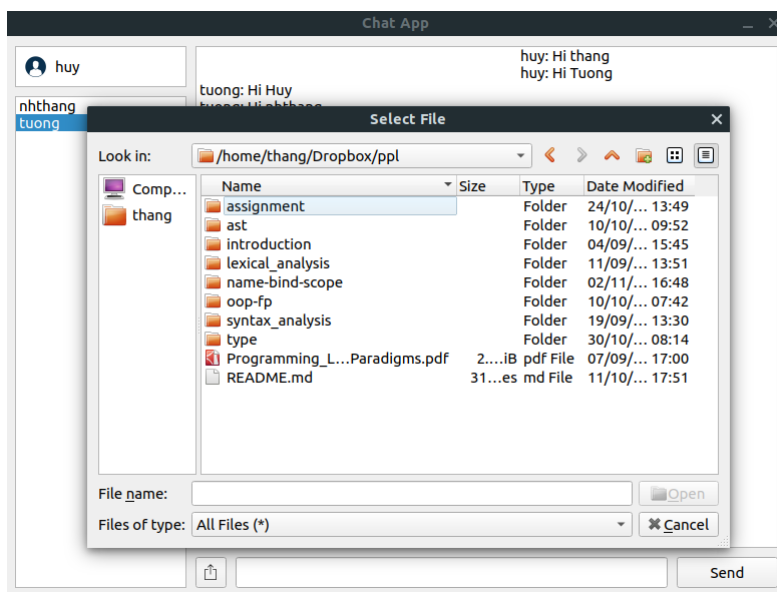 Chat App
huy
huy: Hi thang
huy: Hi Tuong
tuong: Hi Huy
tuong: Hi nhthang
nhthang
tuong
Select File
Look in: /home/thang/Dropbox/ppl
Comp...
thang
Name Size Type Date Modified
assignment Folder 24/10/... 13:49
ast Folder 10/10/... 09:52
introduction Folder 04/09/... 15:45
lexical_analysis Folder 11/09/... 13:51
name-bind-scope Folder 02/11/... 16:48
oop-fp Folder 10/10/... 07:42
syntax_analysis Folder 19/09/... 13:30
type Folder 30/10/... 08:14
Programming_L...Paradigms.pdf 2....iB pdf File 07/09/... 17:00
README.md 31...es md File 11/10/... 17:51
File name: Open
Files of type: All Files (*) Cancel
Send